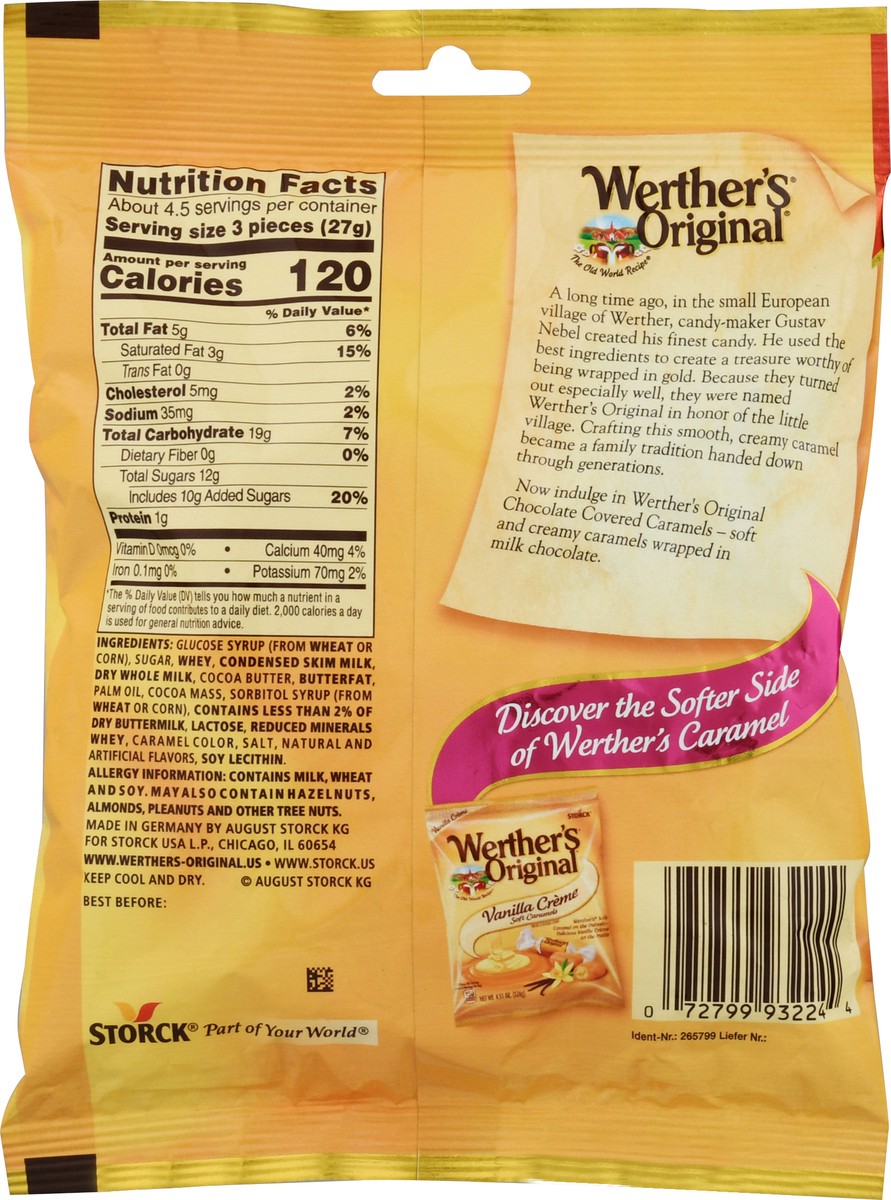 Nutrition Facts
About 4.5 servings per container
Serving size 3 pieces (27g)
Amount per serving
Calories 120
% Daily Value*
Total Fat 5g 6%
Saturated Fat 3g 15%
Trans Fat 0g
Cholesterol 5mg 2%
Sodium 35mg 2%
Total Carbohydrate 19g 7%
Dietary Fiber 0g 0%
Total Sugars 12g
Includes 10g Added Sugars 20%
Protein 1g
Vitamin D 0mcg 0% • Calcium 40mg 4%
Iron 0.1mg 0% • Potassium 70mg 2%
*The % Daily Value (DV) tells you how much a nutrient in a
serving of food contributes to a daily diet. 2,000 calories a day
is used for general nutrition advice.
INGREDIENTS: GLUCOSE SYRUP (FROM WHEAT OR
CORN), SUGAR, WHEY, CONDENSED SKIM MILK,
DRY WHOLE MILK, COCOA BUTTER, BUTTERFAT,
PALM OIL, COCOA MASS, SORBITOL SYRUP (FROM
WHEAT OR CORN), CONTAINS LESS THAN 2% OF
DRY BUTTERMILK, LACTOSE, REDUCED MINERALS
WHEY, CARAMEL COLOR, SALT, NATURAL AND
ARTIFICIAL FLAVORS, SOY LECITHIN.
ALLERGY INFORMATION: CONTAINS MILK, WHEAT
AND SOY. MAY ALSO CONTAIN HAZELNUTS,
ALMONDS, PLEANUTS AND OTHER TREE NUTS.
MADE IN GERMANY BY AUGUST STORCK KG
FOR STORCK USA L.P., CHICAGO, IL 60654
WWW.WERTHERS-ORIGINAL.US • WWW.STORCK.US
KEEP COOL AND DRY. © AUGUST STORCK KG
BEST BEFORE:
STORCK® Part of Your World®
Werther's®
Original®
The Old World Recipe®
A long time ago, in the small European
village of Werther, candy-maker Gustav
Nebel created his finest candy. He used the
best ingredients to create a treasure worthy of
being wrapped in gold. Because they turned
out especially well, they were named
Werther's Original in honor of the little
village. Crafting this smooth, creamy caramel
became a family tradition handed down
through generations.
Now indulge in Werther's Original
Chocolate Covered Caramels – soft
and creamy caramels wrapped in
milk chocolate.
Discover the Softer Side
of Werther's Caramel
Vanilla Crème
STORCK
Werther's
Original
The Old World Recipe
Vanilla Crème
Soft Caramels
NET WT. 4.51 OZ. (128g)
0 72799 93224 4
Ident-Nr.: 265799 Liefer Nr.: